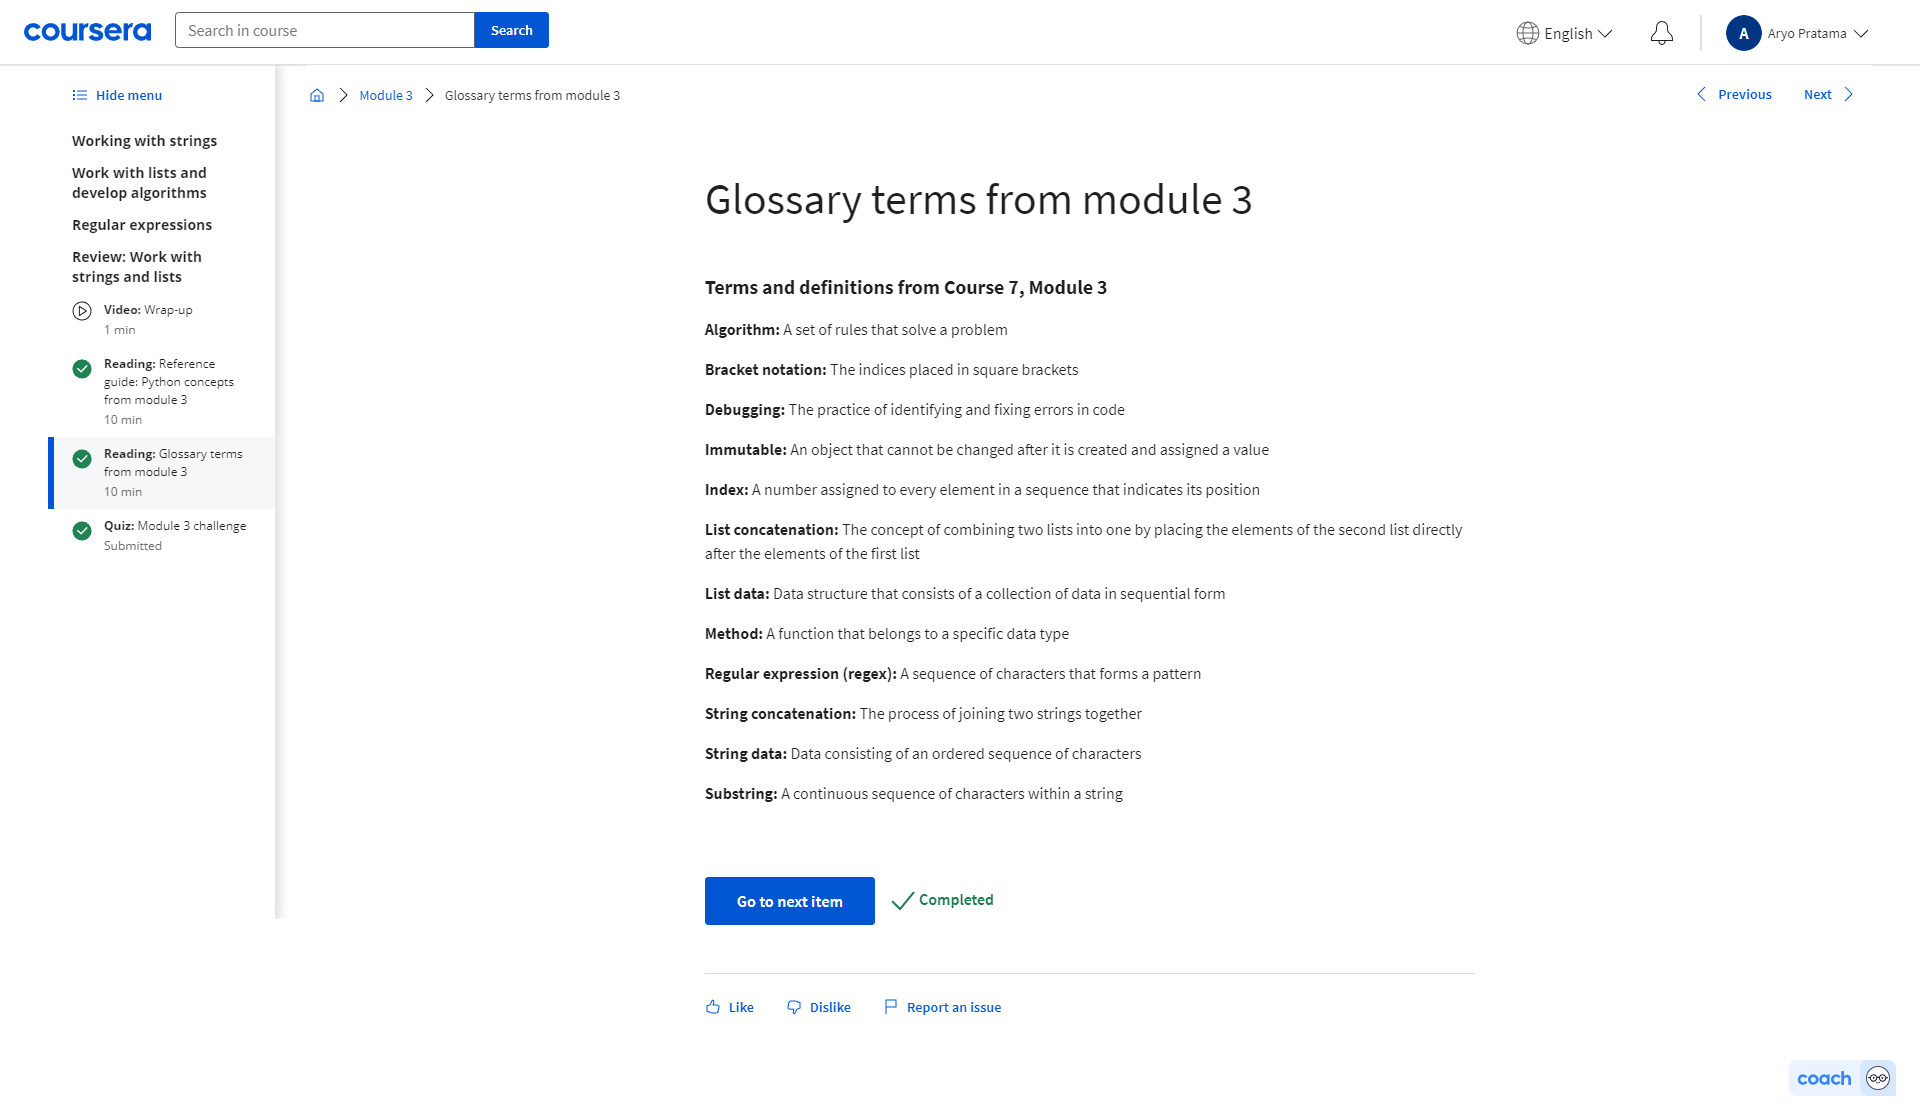 coursera
Search in course
Search
English
A
Aryo Pratama
Hide menu
Working with strings
Work with lists and
develop algorithms
Regular expressions
Review: Work with
strings and lists
Video: Wrap-up
1 min
Reading: Reference
guide: Python concepts
from module 3
10 min
Reading: Glossary terms
from module 3
10 min
Quiz: Module 3 challenge
Submitted
Module 3
Glossary terms from module 3
Previous
Next
Glossary terms from module 3
Terms and definitions from Course 7, Module 3
Algorithm: A set of rules that solve a problem
Bracket notation: The indices placed in square brackets
Debugging: The practice of identifying and fixing errors in code
Immutable: An object that cannot be changed after it is created and assigned a value
Index: A number assigned to every element in a sequence that indicates its position
List concatenation: The concept of combining two lists into one by placing the elements of the second list directly
after the elements of the first list
List data: Data structure that consists of a collection of data in sequential form
Method: A function that belongs to a specific data type
Regular expression (regex): A sequence of characters that forms a pattern
String concatenation: The process of joining two strings together
String data: Data consisting of an ordered sequence of characters
Substring: A continuous sequence of characters within a string
Go to next item
Completed
Like
Dislike
Report an issue
coach